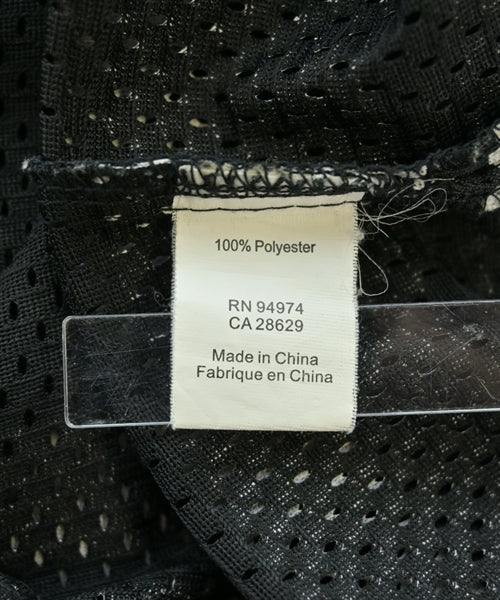 100% Polyester
RN 94974
CA 28629
Made in China
Fabrique en China